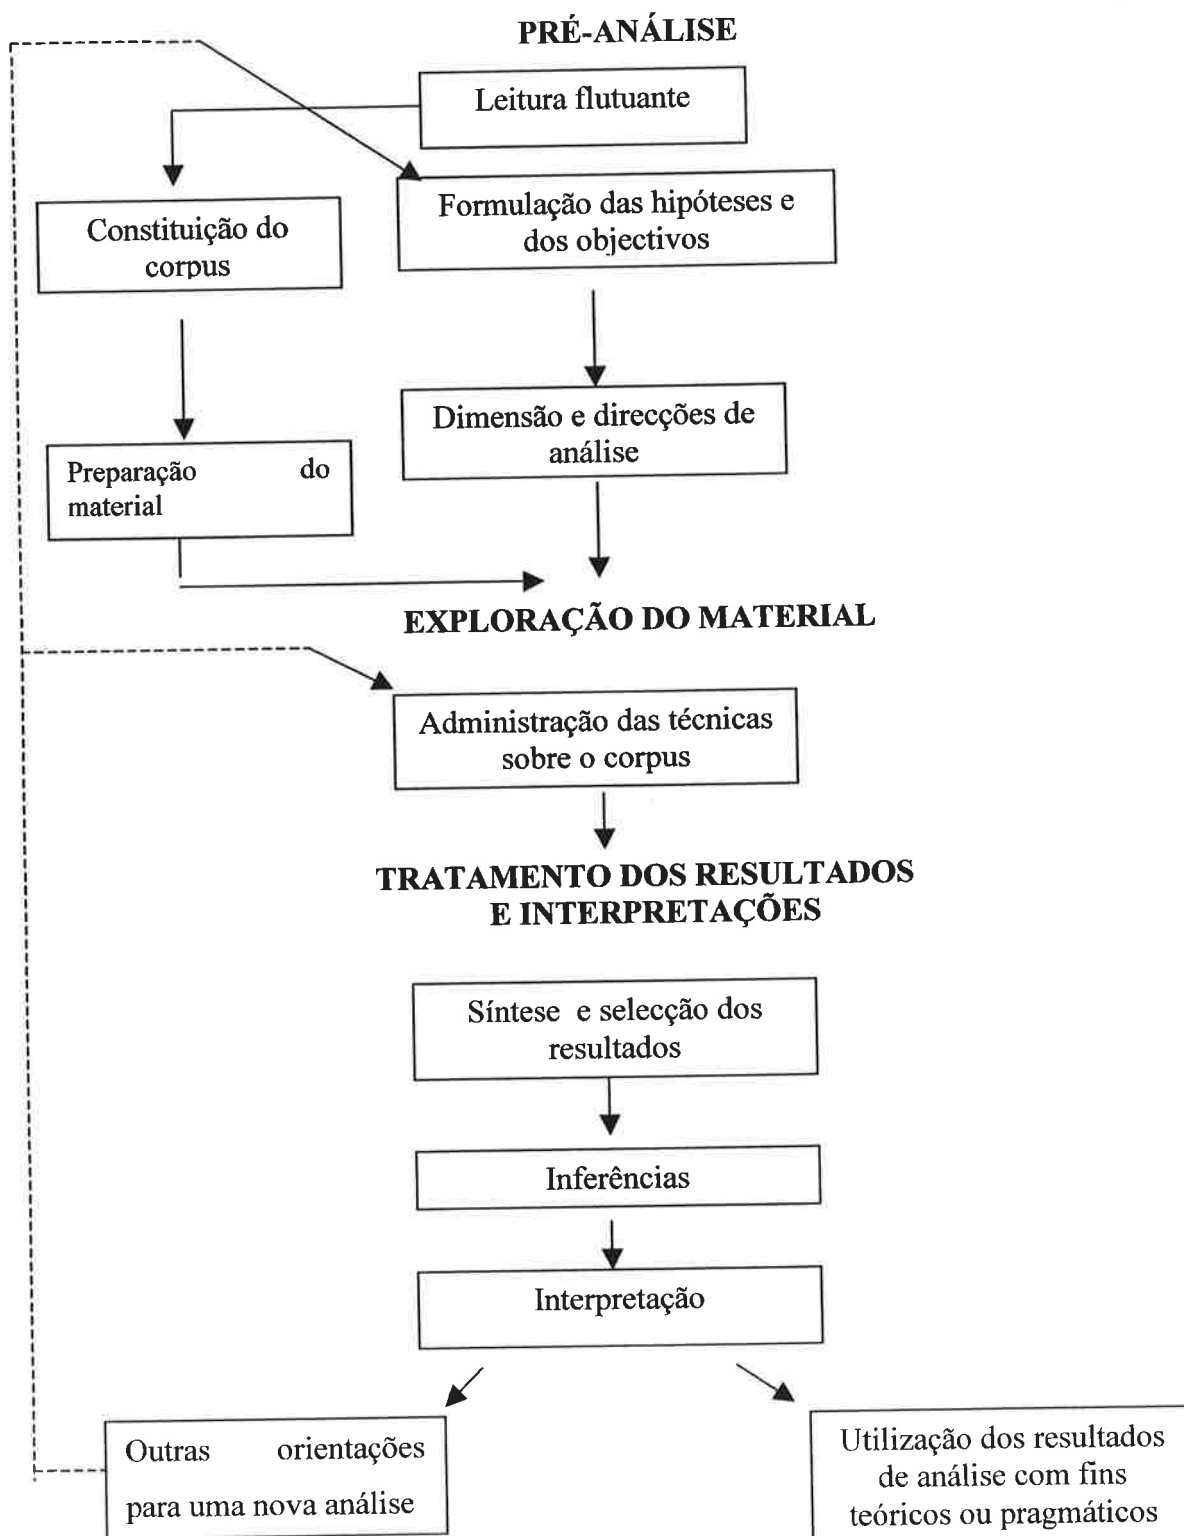 PRÉ-ANÁLISE
Leitura flutuante
Formulação das hipóteses e
dos objectivos
Constituição do
corpus
Dimensão e direcções de
análise
Preparação do
material
EXPLORAÇÃO DO MATERIAL
Administração das técnicas
sobre o corpus
TRATAMENTO DOS RESULTADOS
E INTERPRETAÇÕES
Síntese e selecção dos
resultados
Inferências
Interpretação
Outras orientações
para uma nova análise
Utilização dos resultados
de análise com fins
teóricos ou pragmáticos